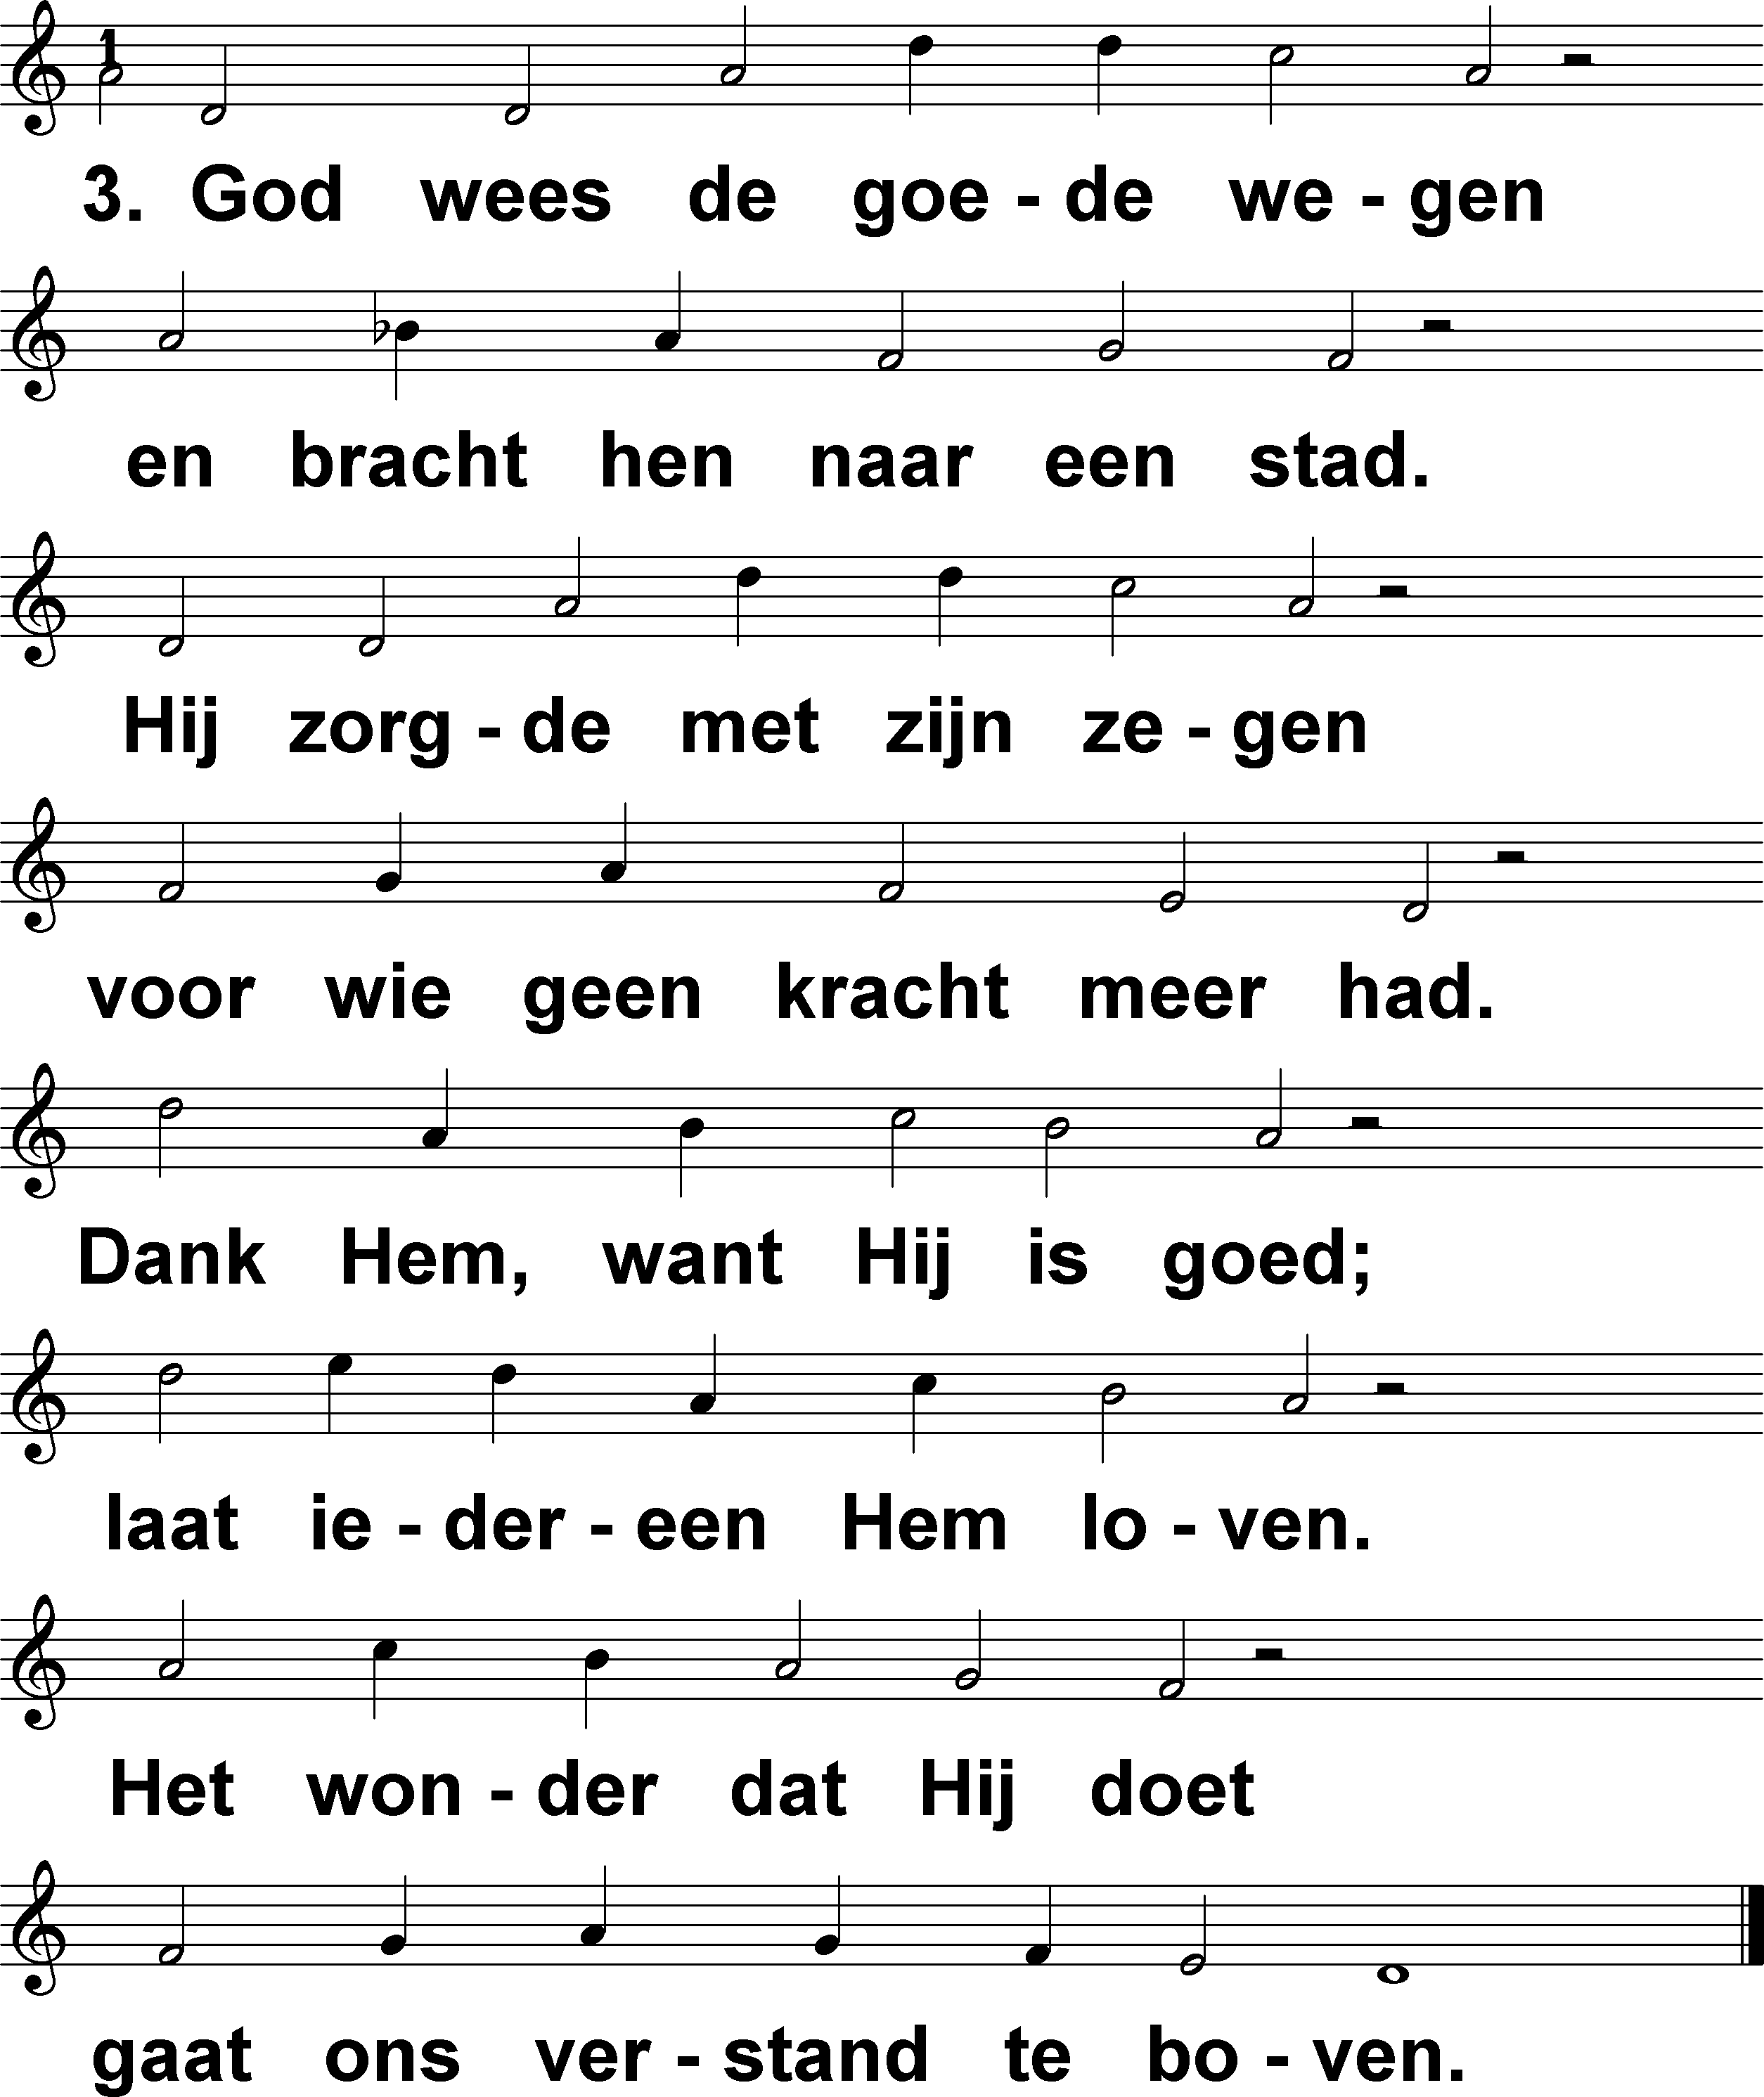 1
3. God wees de goe - de we - gen
en bracht hen naar een stad.
Hij zorg - de met zijn ze - gen
voor wie geen kracht meer had.
Dank Hem, want Hij is goed;
laat ie - der - een Hem lo - ven.
Het won - der dat Hij doet
gaat ons ver - stand te bo - ven.